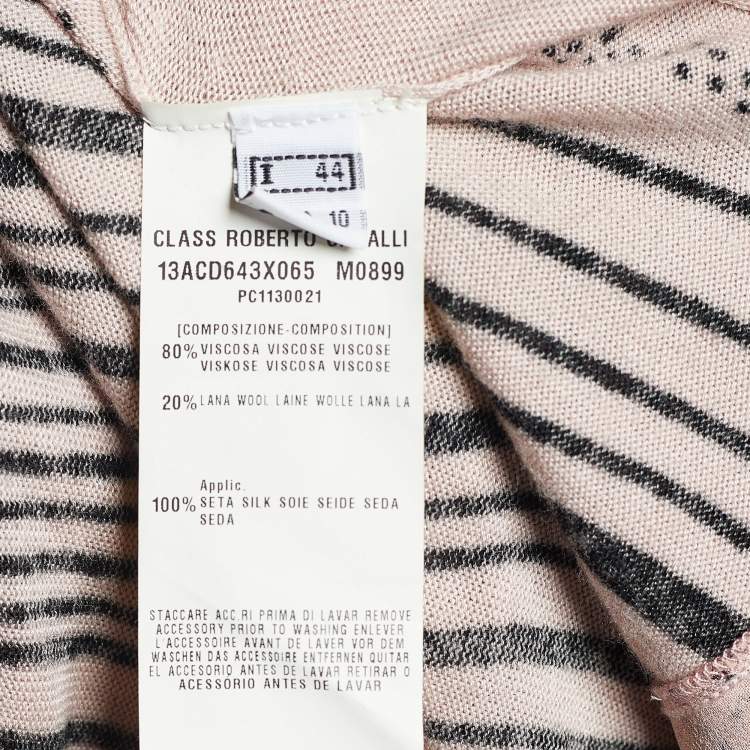 I 44
10
CLASS ROBERTO ALLI
13ACD643X065 M0899
PC1130021
[COMPOSIZIONE-COMPOSITION]
80% VISCOSA VISCOSE VISCOSE
VISKOSE VISCOSA VISCOSE
20% LANA WOOL LAINE WOLLE LANA LA
Applic.
100% SETA SILK SOIE SEIDE SEDA
SEDA
STACCARE ACC.RI PRIMA DI LAVAR REMOVE
ACCESSORY PRIOR TO WASHING ENLEVER
L ACCESSOIRE AVANT DE LAVER VOR DEM
WASCHEN DAS ACCESSOIRE ENTFERNEN QUITAR
EL ACCESORIO ANTES DE LAVAR RETIRAR O
ACESSORIO ANTES DE LAVAR